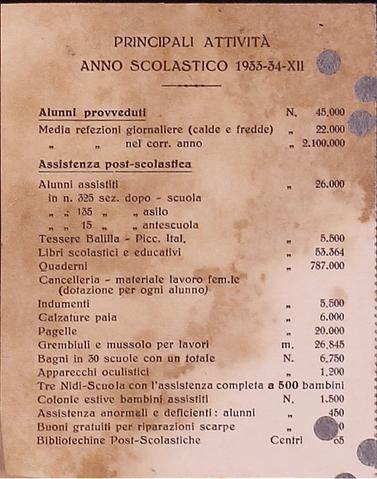 PRINCIPALI ATTIVITÀ
ANNO SCOLASTICO 1933-34-XII
Alunni provveduti N. 45,000
Media refezioni giornaliere (calde e fredde) „ 22.000
„ „ nel corr. anno „ 2.100,000
Assistenza post-scolastica
Alunni assistiti „ 26.000
in n. 325 sez. dopo - scuola
„ „ 135 „ „ asilo
„ „ 15 „ „ antescuola
Tessere Balilla - Picc. Ital. „ 5.500
Libri scolastici e educativi „ 53.364
Quaderni „ 787.000
Cancelleria - materiale lavoro fem.le
(dotazione per ogni alunno)
Indumenti „ 5,500
Calzature paia „ 6.000
Pagelle „ 20.000
Grembiuli e mussolo per lavori m. 26,845
Bagni in 30 scuole con un totale N. 6,750
Apparecchi oculistici „ 1,200
Tre Nidi-Scuola con l'assistenza completa a 500 bambini
Colonie estive bambini assistiti N. 1,500
Assistenza anormeli e deficienti: alunni „ 450
Buoni gratuiti per riparazioni scarpe „
Bibliotechine Post-Scolastiche Centri